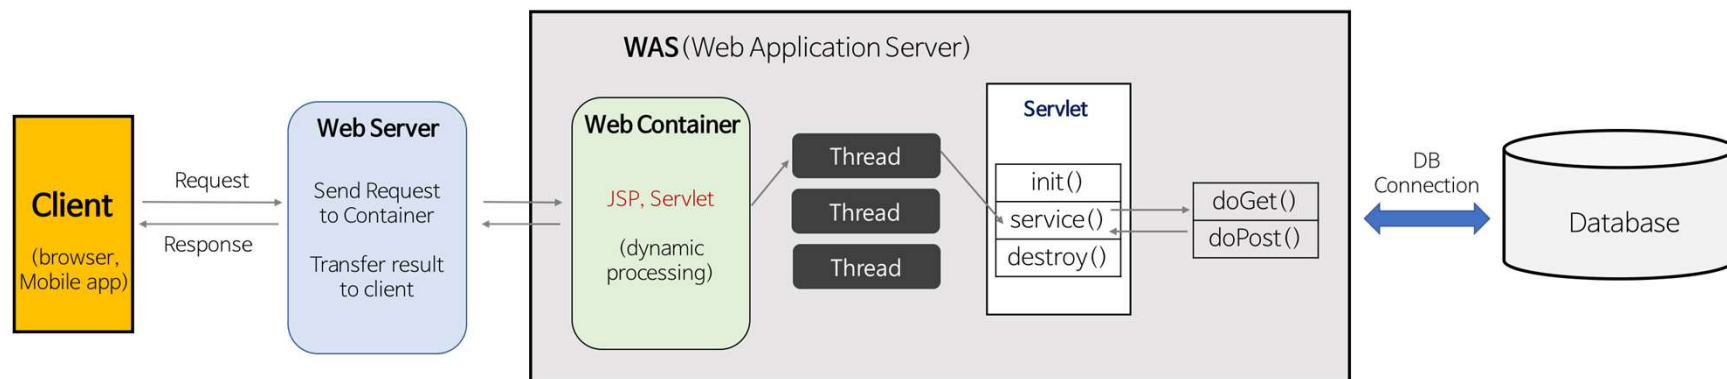 WAS(Web Application Server)
Client
(browser,
Mobile app)
Request
Response
Web Server
Send Request
to Container
Transfer result
to client
Web Container
JSP, Servlet
(dynamic
processing)
Thread
Thread
Thread
Servlet
init()
service()
destroy()
doGet()
doPost()
DB
Connection
Database